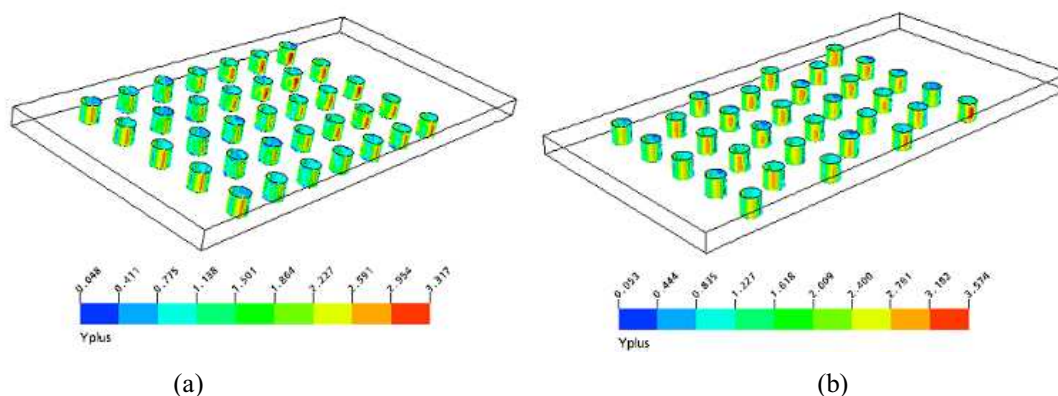 0.048 0.411 0.775 1.138 1.501 1.864 2.227 2.591 2.954 3.317
Yplus
(a)
0.053 0.444 0.835 1.227 1.618 2.009 2.400 2.761 3.182 3.574
Yplus
(b)